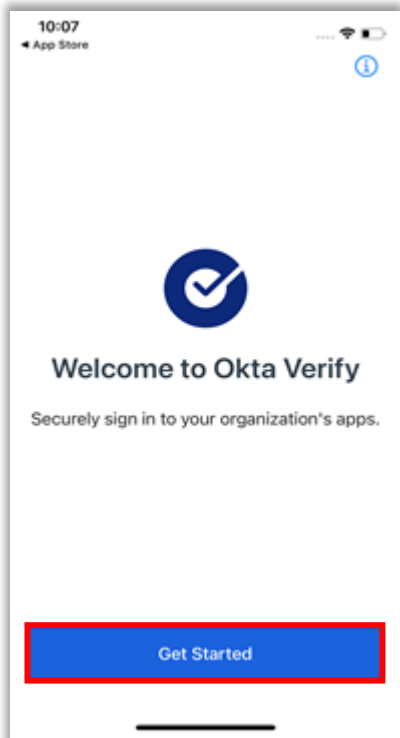 10:07
◀ App Store
Welcome to Okta Verify
Securely sign in to your organization's apps.
Get Started